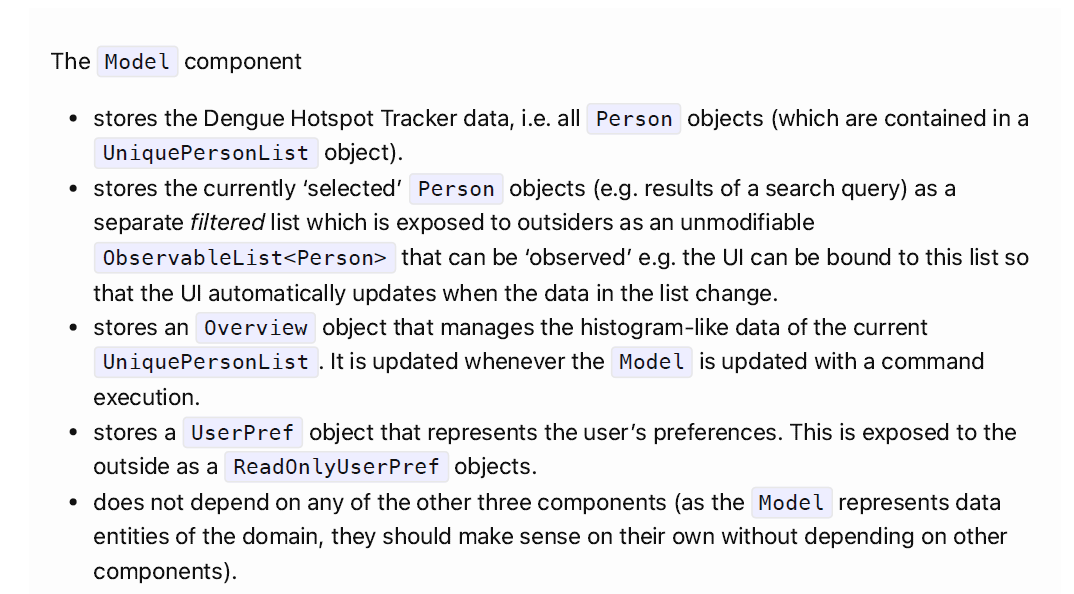 The Model component
• stores the Dengue Hotspot Tracker data, i.e. all Person objects (which are contained in a
UniquePersonList object).
• stores the currently ‘selected’ Person objects (e.g. results of a search query) as a
separate filtered list which is exposed to outsiders as an unmodifiable
ObservableList<Person> that can be ‘observed’ e.g. the UI can be bound to this list so
that the UI automatically updates when the data in the list change.
• stores an Overview object that manages the histogram-like data of the current
UniquePersonList. It is updated whenever the Model is updated with a command
execution.
• stores a UserPref object that represents the user’s preferences. This is exposed to the
outside as a ReadOnlyUserPref objects.
• does not depend on any of the other three components (as the Model represents data
entities of the domain, they should make sense on their own without depending on other
components).